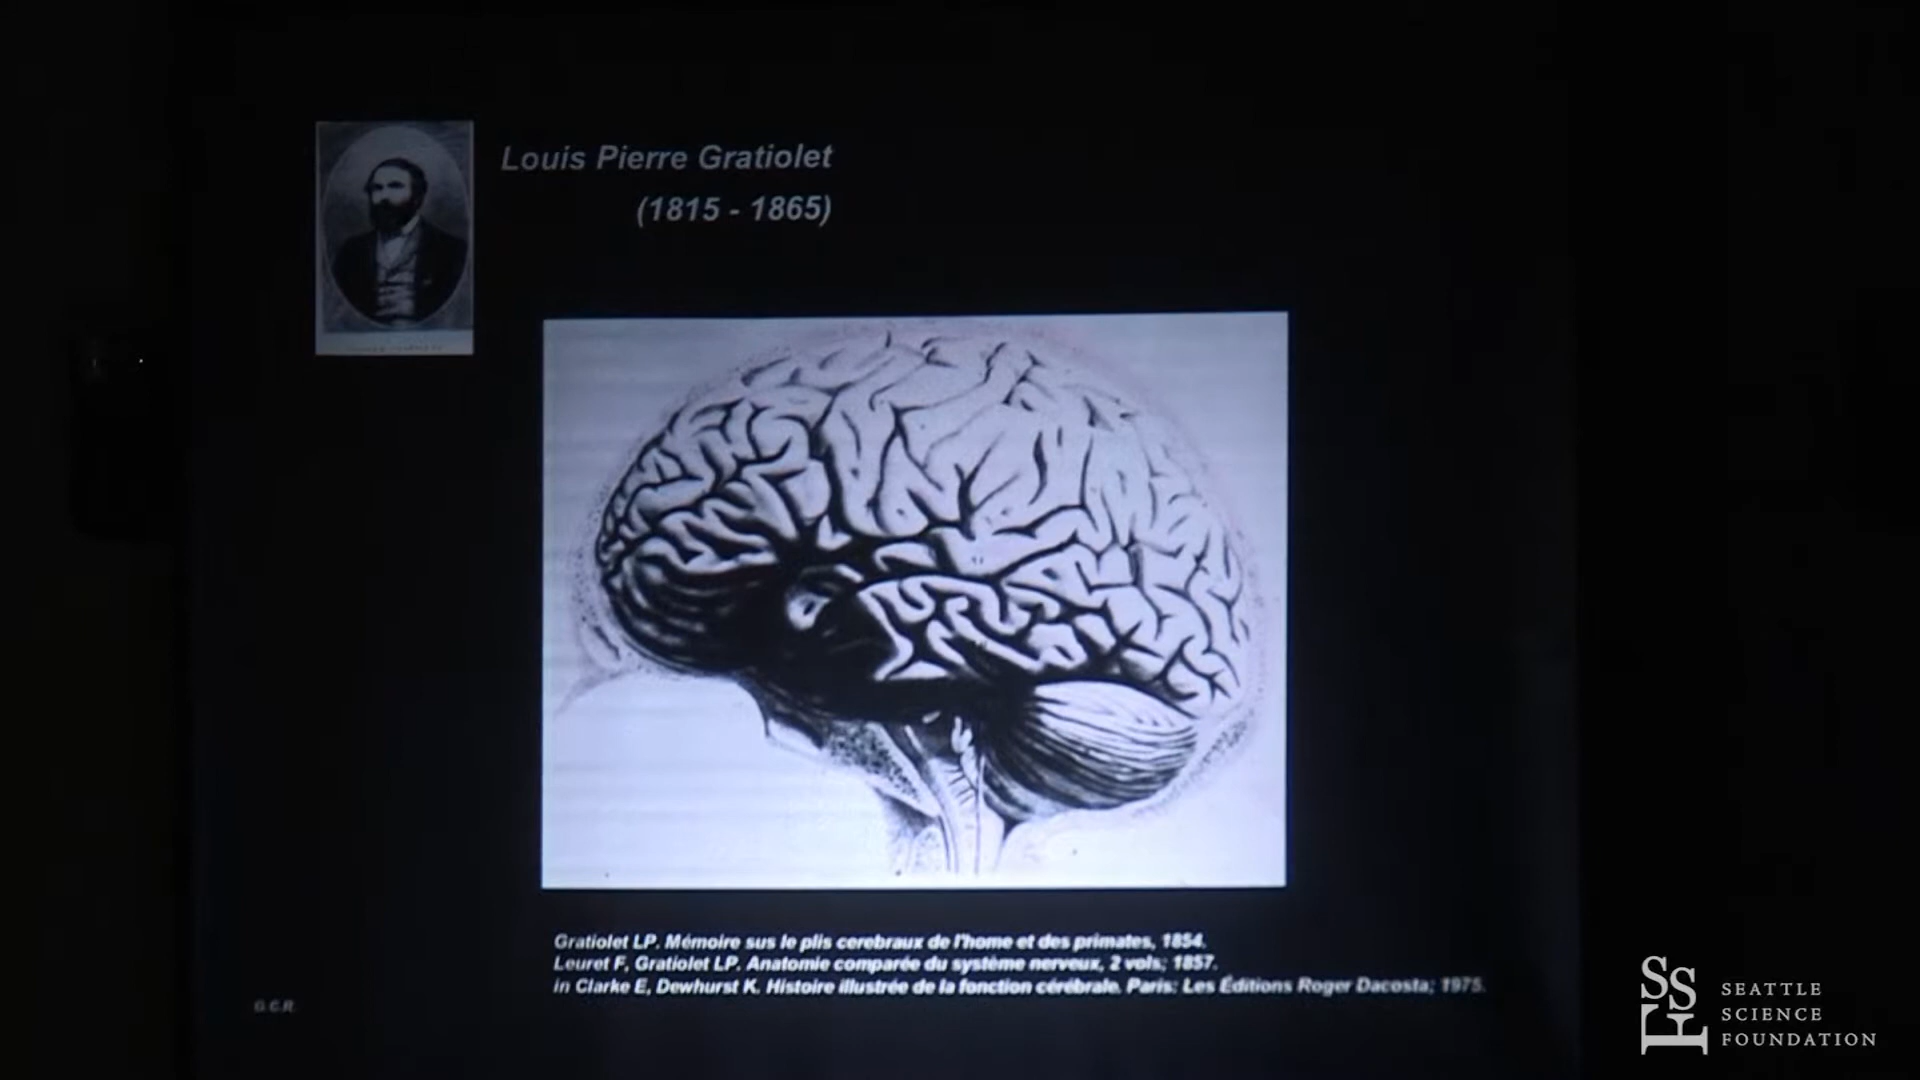 Louis Pierre Gratiolet
(1815 - 1865)
Gratiolet LP. Mémoire sus le plis cerebraux de l'home et des primates, 1854.
Leuret F, Gratiolet LP. Anatomie comparée du système nerveux, 2 vols; 1857.
in Clarke E, Dewhurst K. Histoire illustrée de la fonction cérébrale. Paris: Les Éditions Roger Dacosta; 1975.
G.C.R.
SSF
SEATTLE
SCIENCE
FOUNDATION